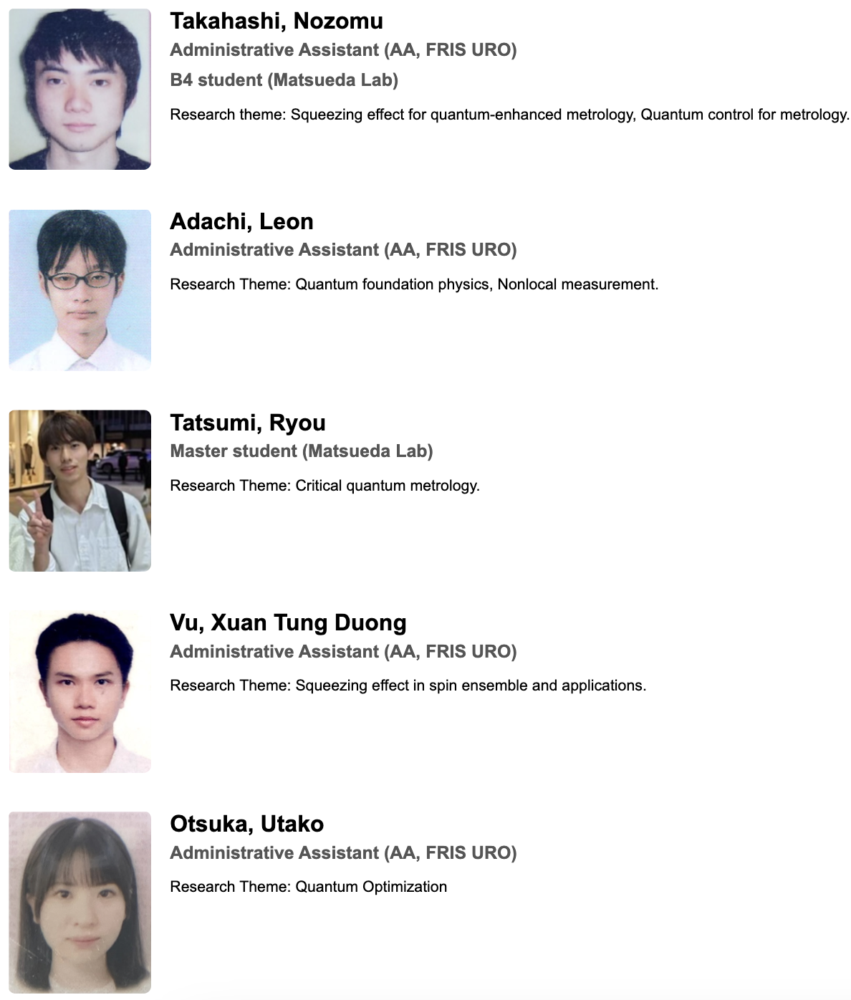 Takahashi, Nozomu
Administrative Assistant (AA, FRIS URO)
B4 student (Matsueda Lab)
Research theme: Squeezing effect for quantum-enhanced metrology, Quantum control for metrology.
Adachi, Leon
Administrative Assistant (AA, FRIS URO)
Research Theme: Quantum foundation physics, Nonlocal measurement.
Tatsumi, Ryou
Master student (Matsueda Lab)
Research Theme: Critical quantum metrology.
Vu, Xuan Tung Duong
Administrative Assistant (AA, FRIS URO)
Research Theme: Squeezing effect in spin ensemble and applications.
Otsuka, Utako
Administrative Assistant (AA, FRIS URO)
Research Theme: Quantum Optimization